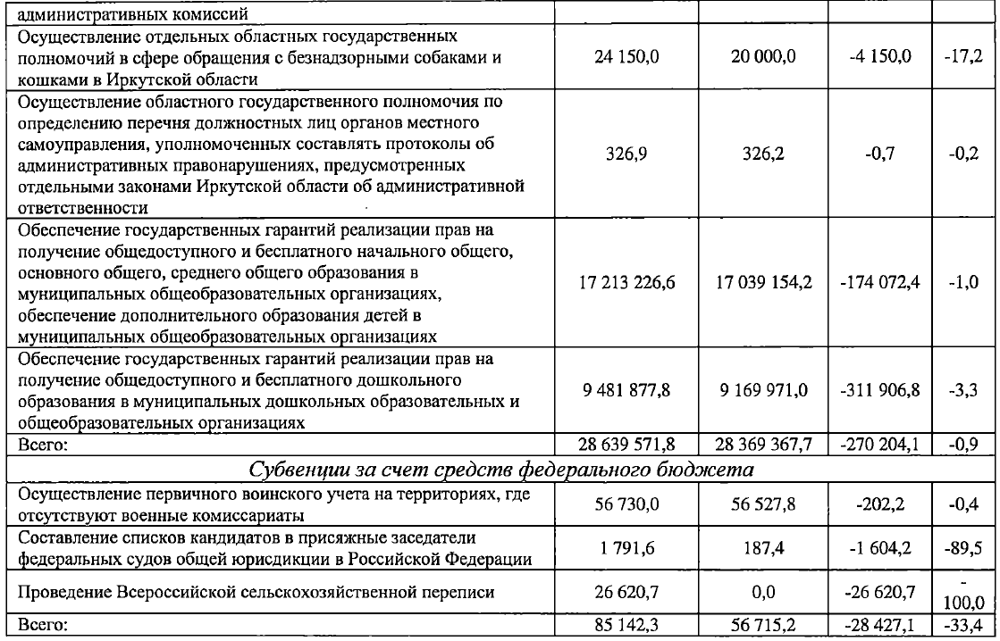 административных комиссий
Осуществление отдельных областных государственных
полномочий в сфере обращения с безнадзорными собаками и
кошками в Иркутской области
24 150,0 20 000,0 -4 150,0 -17,2
Осуществление областного государственного полномочия по
определению перечня должностных лиц органов местного
самоуправления, уполномоченных составлять протоколы об
административных правонарушениях, предусмотренных
отдельными законами Иркутской области об административной
ответственности
326,9 326,2 -0,7 -0,2
Обеспечение государственных гарантий реализации прав на
получение общедоступного и бесплатного начального общего,
основного общего, среднего общего образования в
муниципальных общеобразовательных организациях,
обеспечение дополнительного образования детей в
муниципальных общеобразовательных организациях
17 213 226,6 17 039 154,2 -174 072,4 -1,0
Обеспечение государственных гарантий реализации прав на
получение общедоступного и бесплатного дошкольного
образования в муниципальных дошкольных образовательных и
общеобразовательных организациях
9 481 877,8 9 169 971,0 -311 906,8 -3,3
Всего: 28 639 571,8 28 369 367,7 -270 204,1 -0,9
Субвенции за счет средств федерального бюджета
Осуществление первичного воинского учета на территориях, где
отсутствуют военные комиссариаты
56 730,0 56 527,8 -202,2 -0,4
Составление списков кандидатов в присяжные заседатели
федеральных судов общей юрисдикции в Российской Федерации
1 791,6 187,4 -1 604,2 -89,5
Проведение Всероссийской сельскохозяйственной переписи 26 620,7 0,0 -26 620,7 -
100,0
Всего: 85 142,3 56 715,2 -28 427,1 -33,4